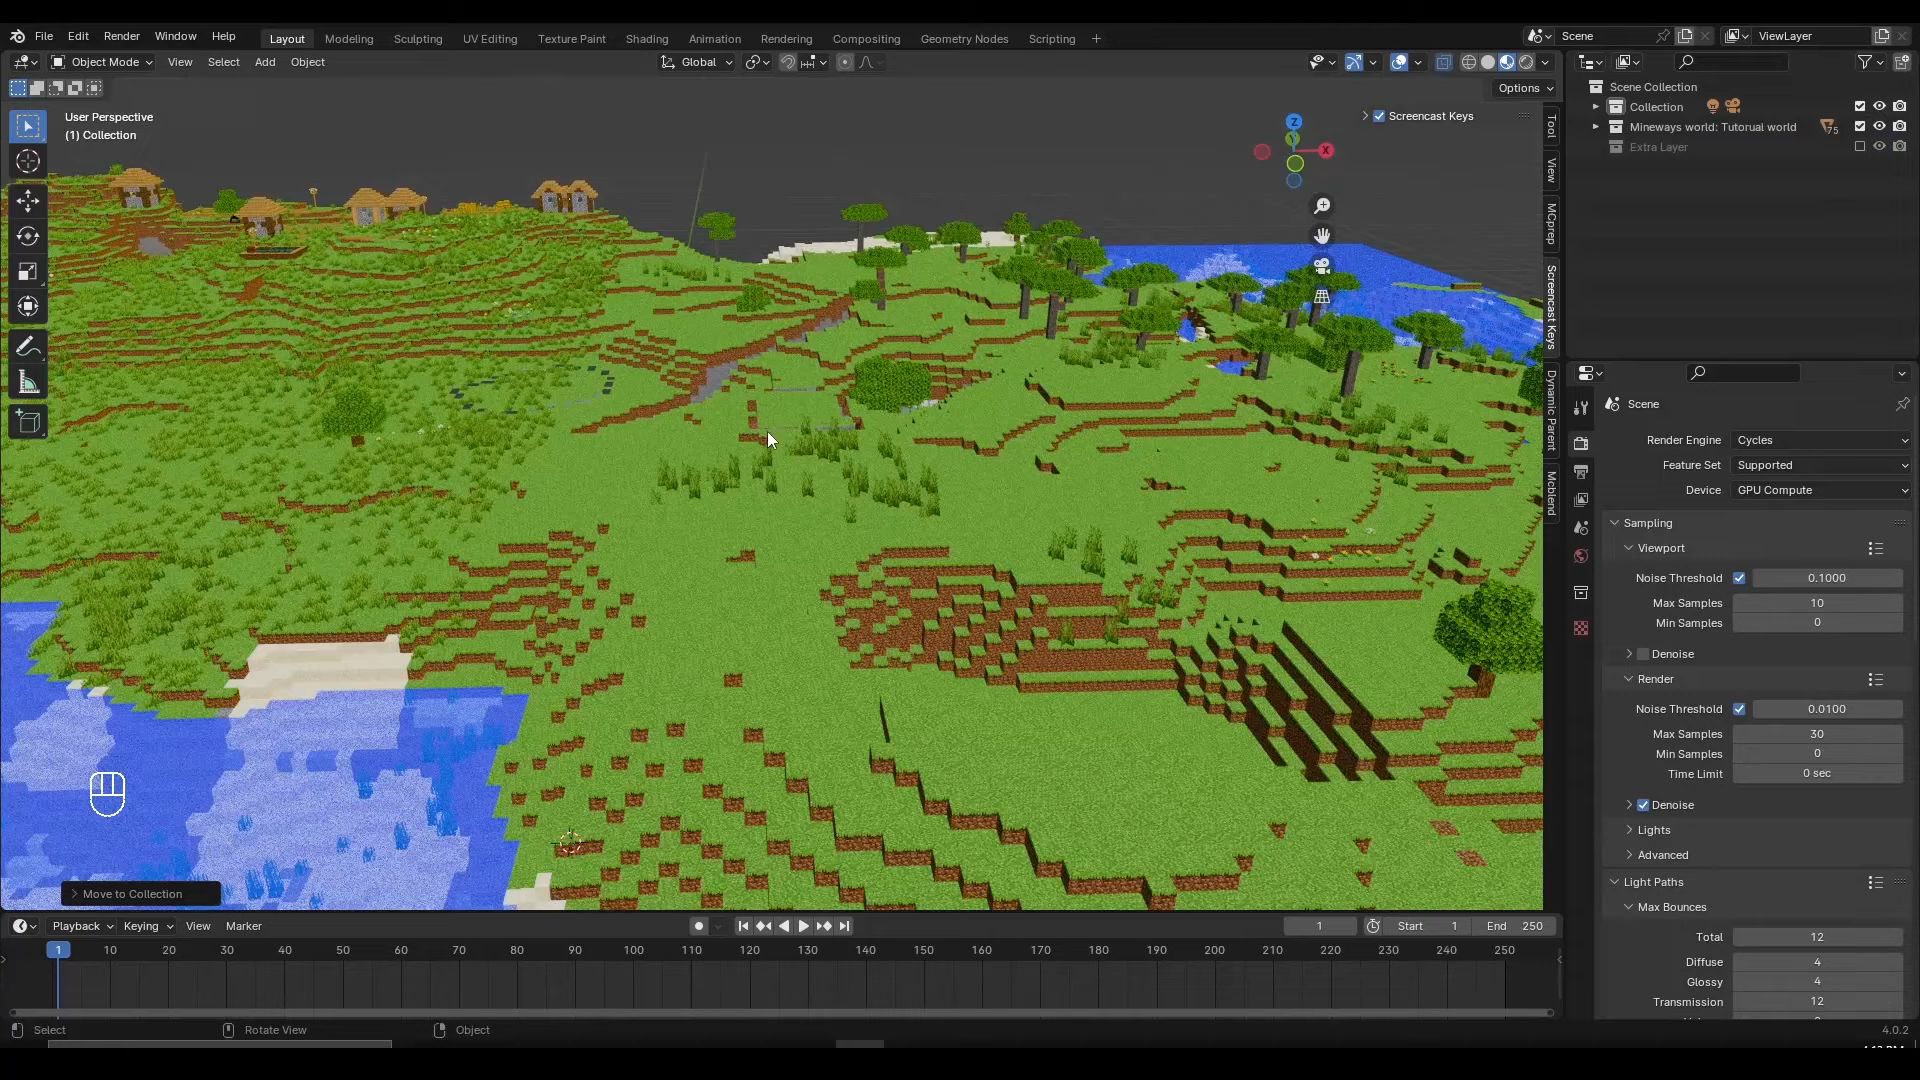 File Edit Render Window Help Layout Modeling Sculpting UV Editing Texture Paint Shading Animation Rendering Compositing Geometry Nodes Scripting + Scene ViewLayer
Object Mode View Select Add Object Global
Options
User Perspective
(1) Collection
Screencast Keys
Z
Y
X
Tool
View
MCprep
Screencast Keys
Dynamic Parent
Mcblend
Scene Collection
Collection
Mineways world: Tutorual world 75
Extra Layer
Scene
Render Engine Cycles
Feature Set Supported
Device GPU Compute
Sampling
Viewport
Noise Threshold 0.1000
Max Samples 10
Min Samples 0
Denoise
Render
Noise Threshold 0.0100
Max Samples 30
Min Samples 0
Time Limit 0 sec
Denoise
Lights
Advanced
Light Paths
Max Bounces
Total 12
Diffuse 4
Glossy 4
Transmission 12
Move to Collection
Playback Keying View Marker 1 Start 1 End 250
1 10 20 30 40 50 60 70 80 90 100 110 120 130 140 150 160 170 180 190 200 210 220 230 240 250
Select Rotate View Object 4.0.2